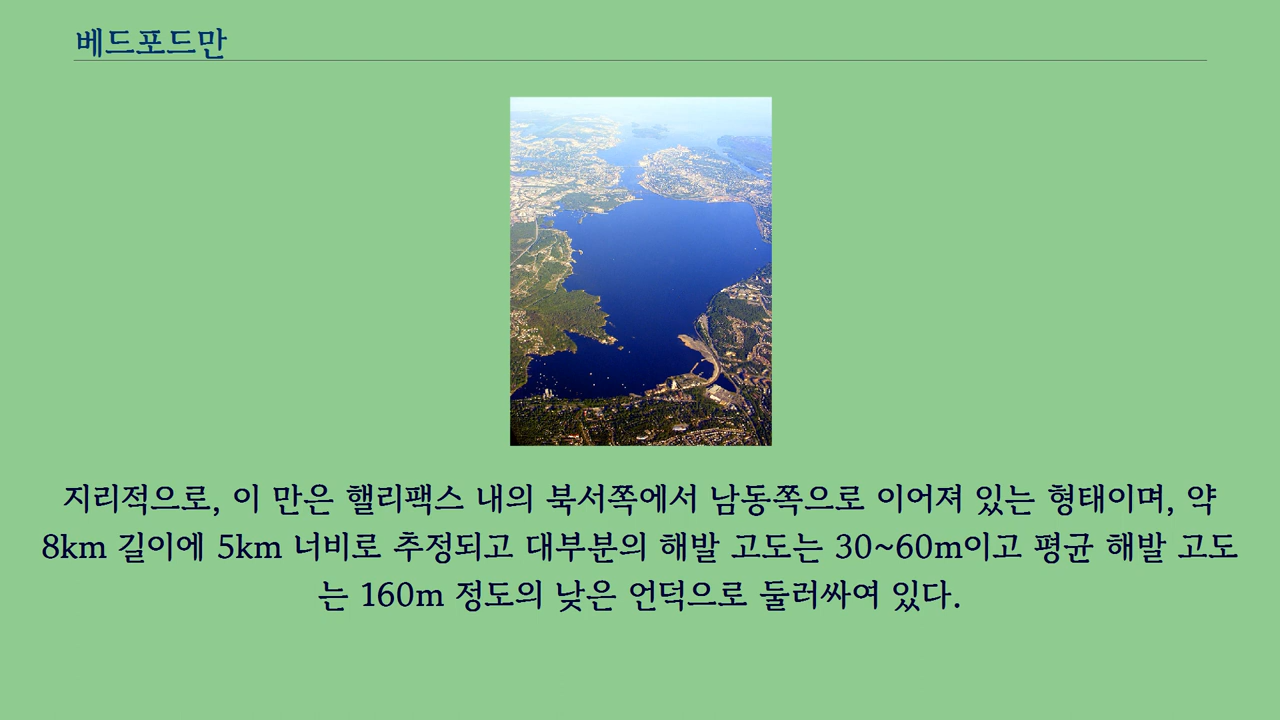 베드포드만
지리적으로, 이 만은 핼리팩스 내의 북서쪽에서 남동쪽으로 이어져 있는 형태이며, 약
8km 길이에 5km 너비로 추정되고 대부분의 해발 고도는 30~60m이고 평균 해발 고도
는 160m 정도의 낮은 언덕으로 둘러싸여 있다.